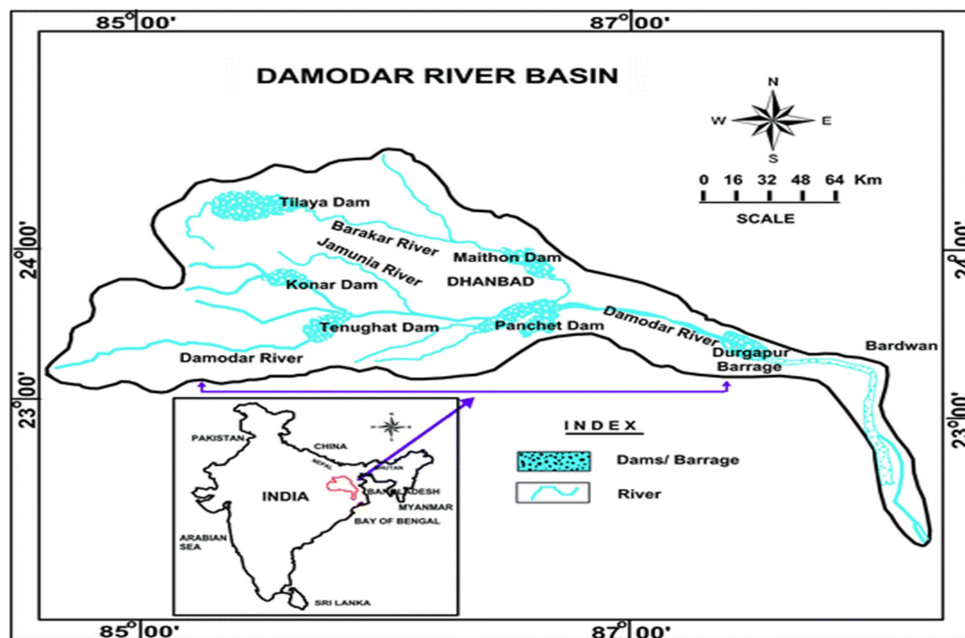 85°00'
87°00'
DAMODAR RIVER BASIN
N
W
E
S
0 16 32 48 64 Km
SCALE
Tilaya Dam
Barakar River
Jamunia River
24°00
24°00
Maithon Dam
Konar Dam
DHANBAD
Tenughat Dam
Panchet Dam
Damodar River
Damodar River
Durgapur
Barrage
Bardwan
23°00
23°00
INDEX
Dams/ Barrage
River
PAKISTAN
CHINA
NEPAL
BHUTAN
INDIA
BANGLADESH
MYANMAR
BAY OF BENGAL
ARABIAN
SEA
SRI LANKA
85°00'
87°00'